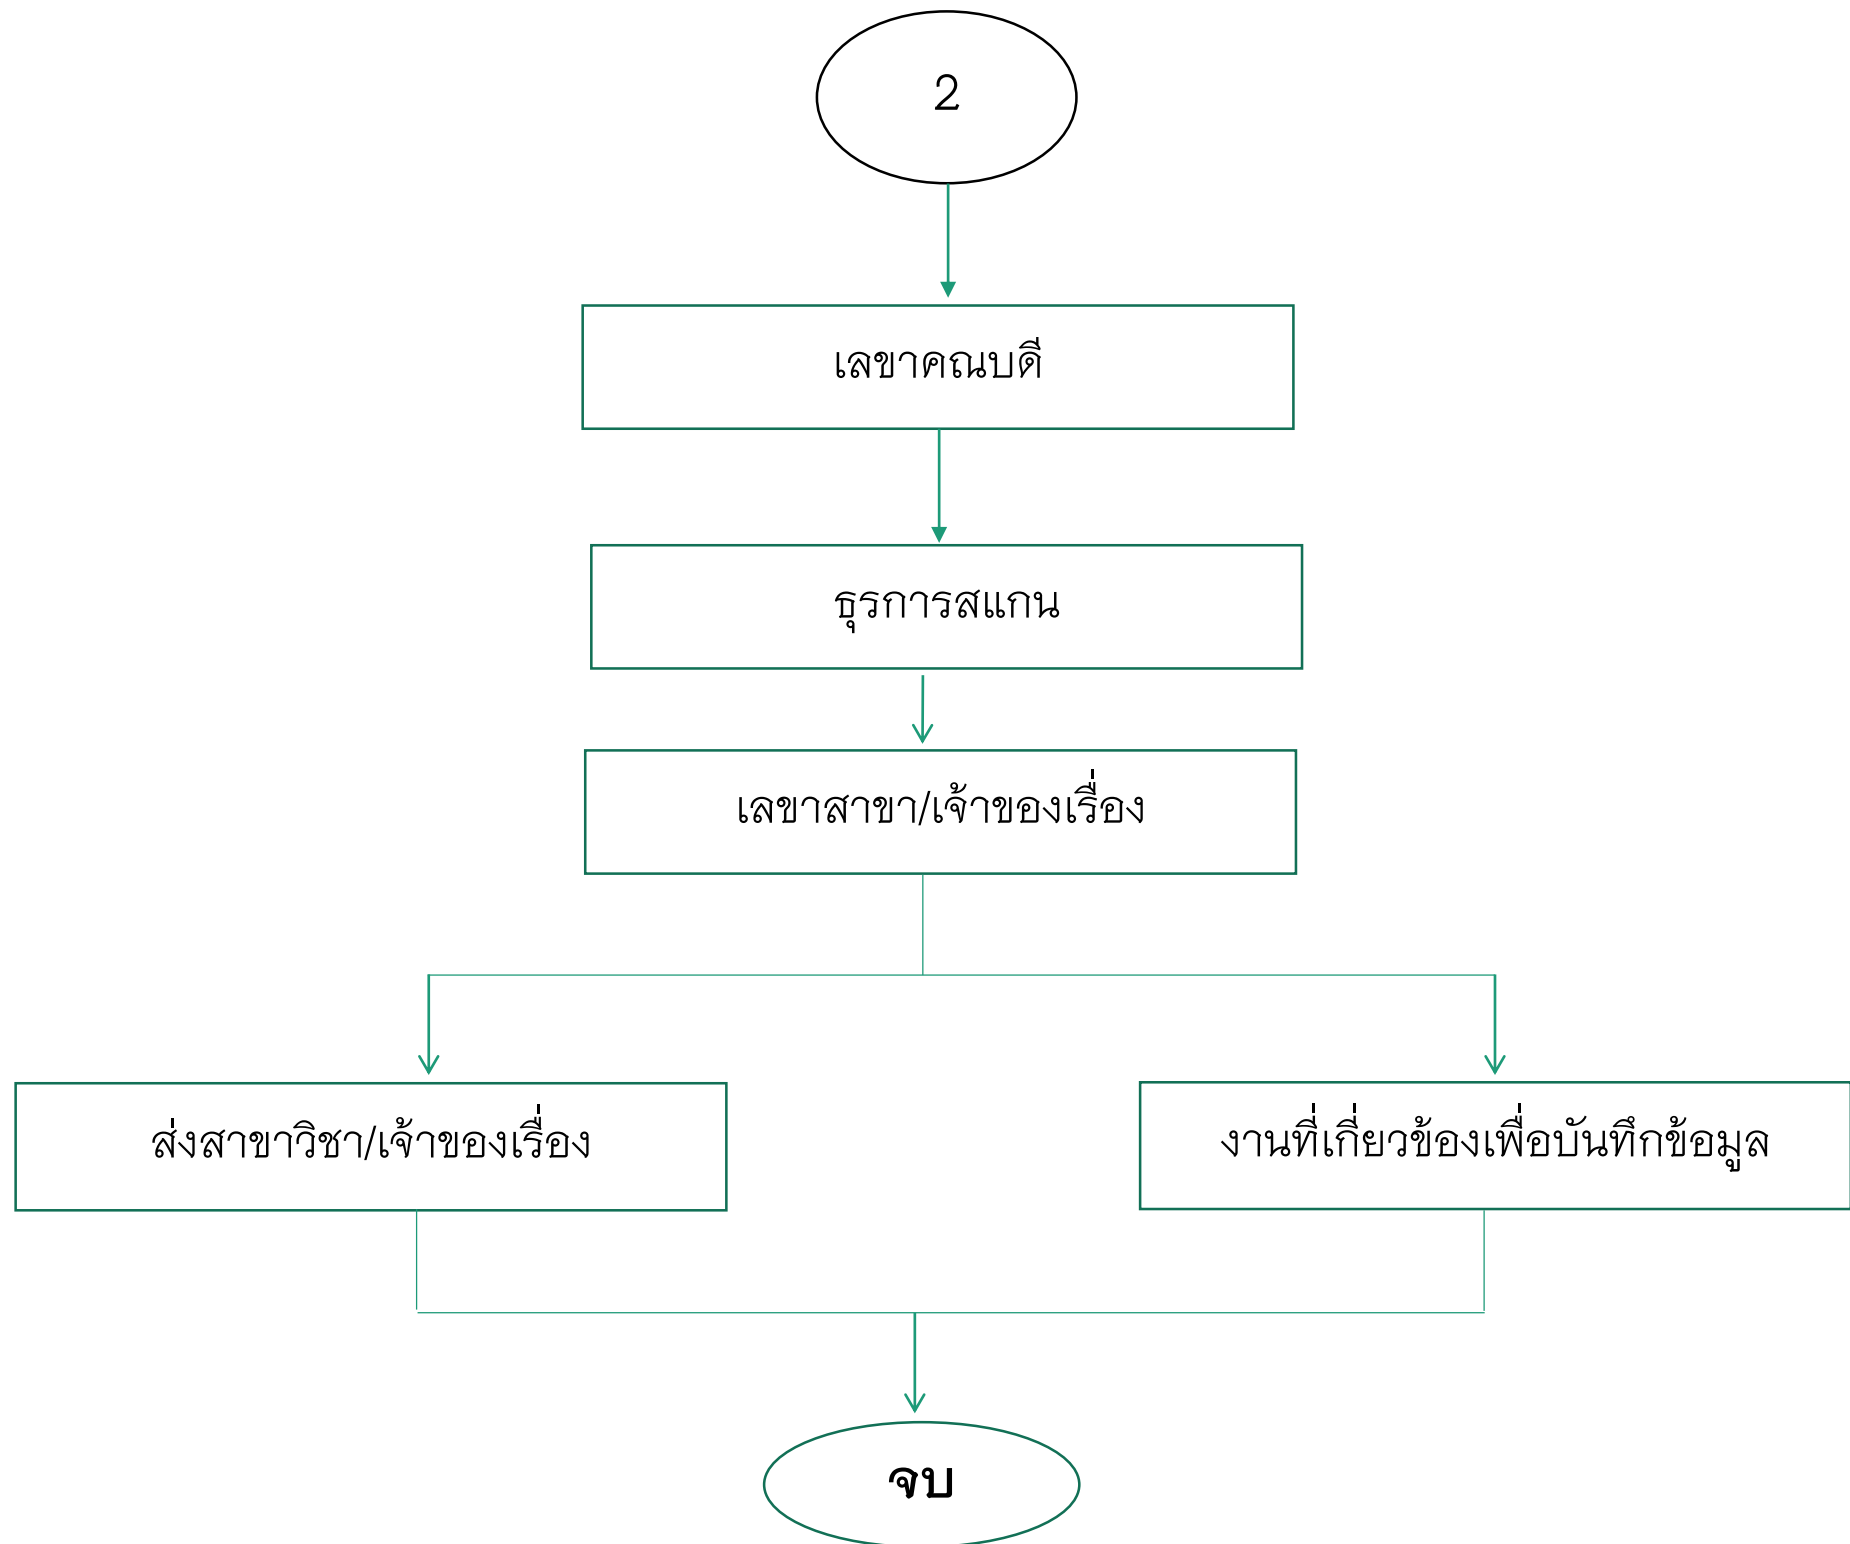 2
เลขาคณบดี
ธุรการสแกน
เลขาสาขา/เจ้าของเรื่อง
ส่งสาขาวิชา/เจ้าของเรื่อง
งานที่เกี่ยวข้องเพื่อบันทึกข้อมูล
จบ